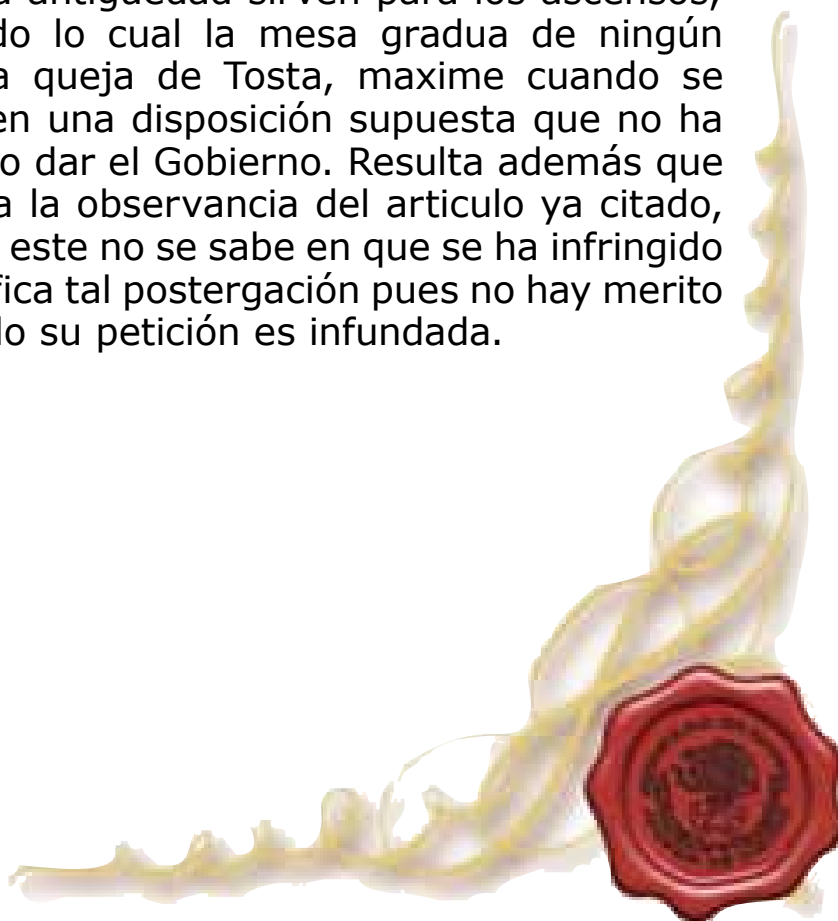 antigüedad sirven para los ascensos,
do lo cual la mesa gradua de ningún
a queja de Tosta, maxime cuando se
en una disposición supuesta que no ha
o dar el Gobierno. Resulta además que
a la observancia del articulo ya citado,
este no se sabe en que se ha infringido
fica tal postergación pues no hay merito
do su petición es infundada.